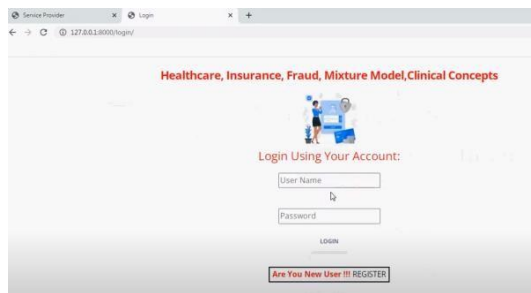 Service Provider
Login
127.0.0.1:8000/login/
Healthcare, Insurance, Fraud, Mixture Model,Clinical Concepts
Login Using Your Account:
User Name
Password
LOGIN
Are You New User !!! REGISTER